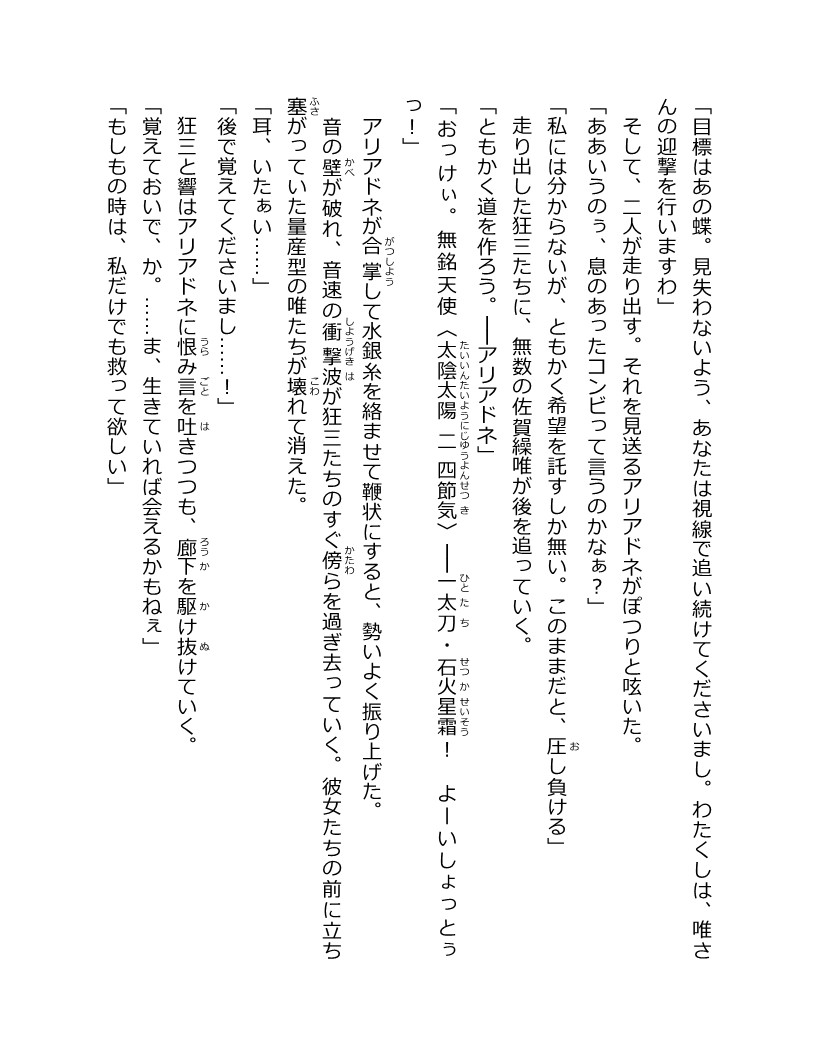 「目標はあの蝶。見失わないよう、あなたは視線で追い続けてくださいまし。わたくしは、唯さ
んの迎撃を行いますわ」
そして、二人が走り出す。それを見送るアリアドネがぽつりと呟いた。
「ああいうのぅ、息のあったコンビって言うのかなぁ?」
「私には分からないが、ともかく希望を託すしか無い。このままだと、圧し負ける」
走り出した狂三たちに、無数の佐賀繰唯が後を追っていく。
「ともかく道を作ろう。――アリアドネ」
「おっけぃ。無銘天使〈太陰太陽 二四節気〉――一太刀・石火星霜! よーいしょっとぅ
っ!」
アリアドネが合掌して水銀糸を絡ませて鞭状にすると、勢いよく振り上げた。
音の壁が破れ、音速の衝撃波が狂三たちのすぐ傍らを過ぎ去っていく。彼女たちの前に立ち
塞がっていた量産型の唯たちが壊れて消えた。
「耳、いたぁい……」
「後で覚えてくださいまし……!」
狂三と響はアリアドネに恨み言を吐きつつも、廊下を駆け抜けていく。
「覚えておいで、か。……ま、生きていれば会えるかもねぇ」
「もしもの時は、私だけでも救って欲しい」